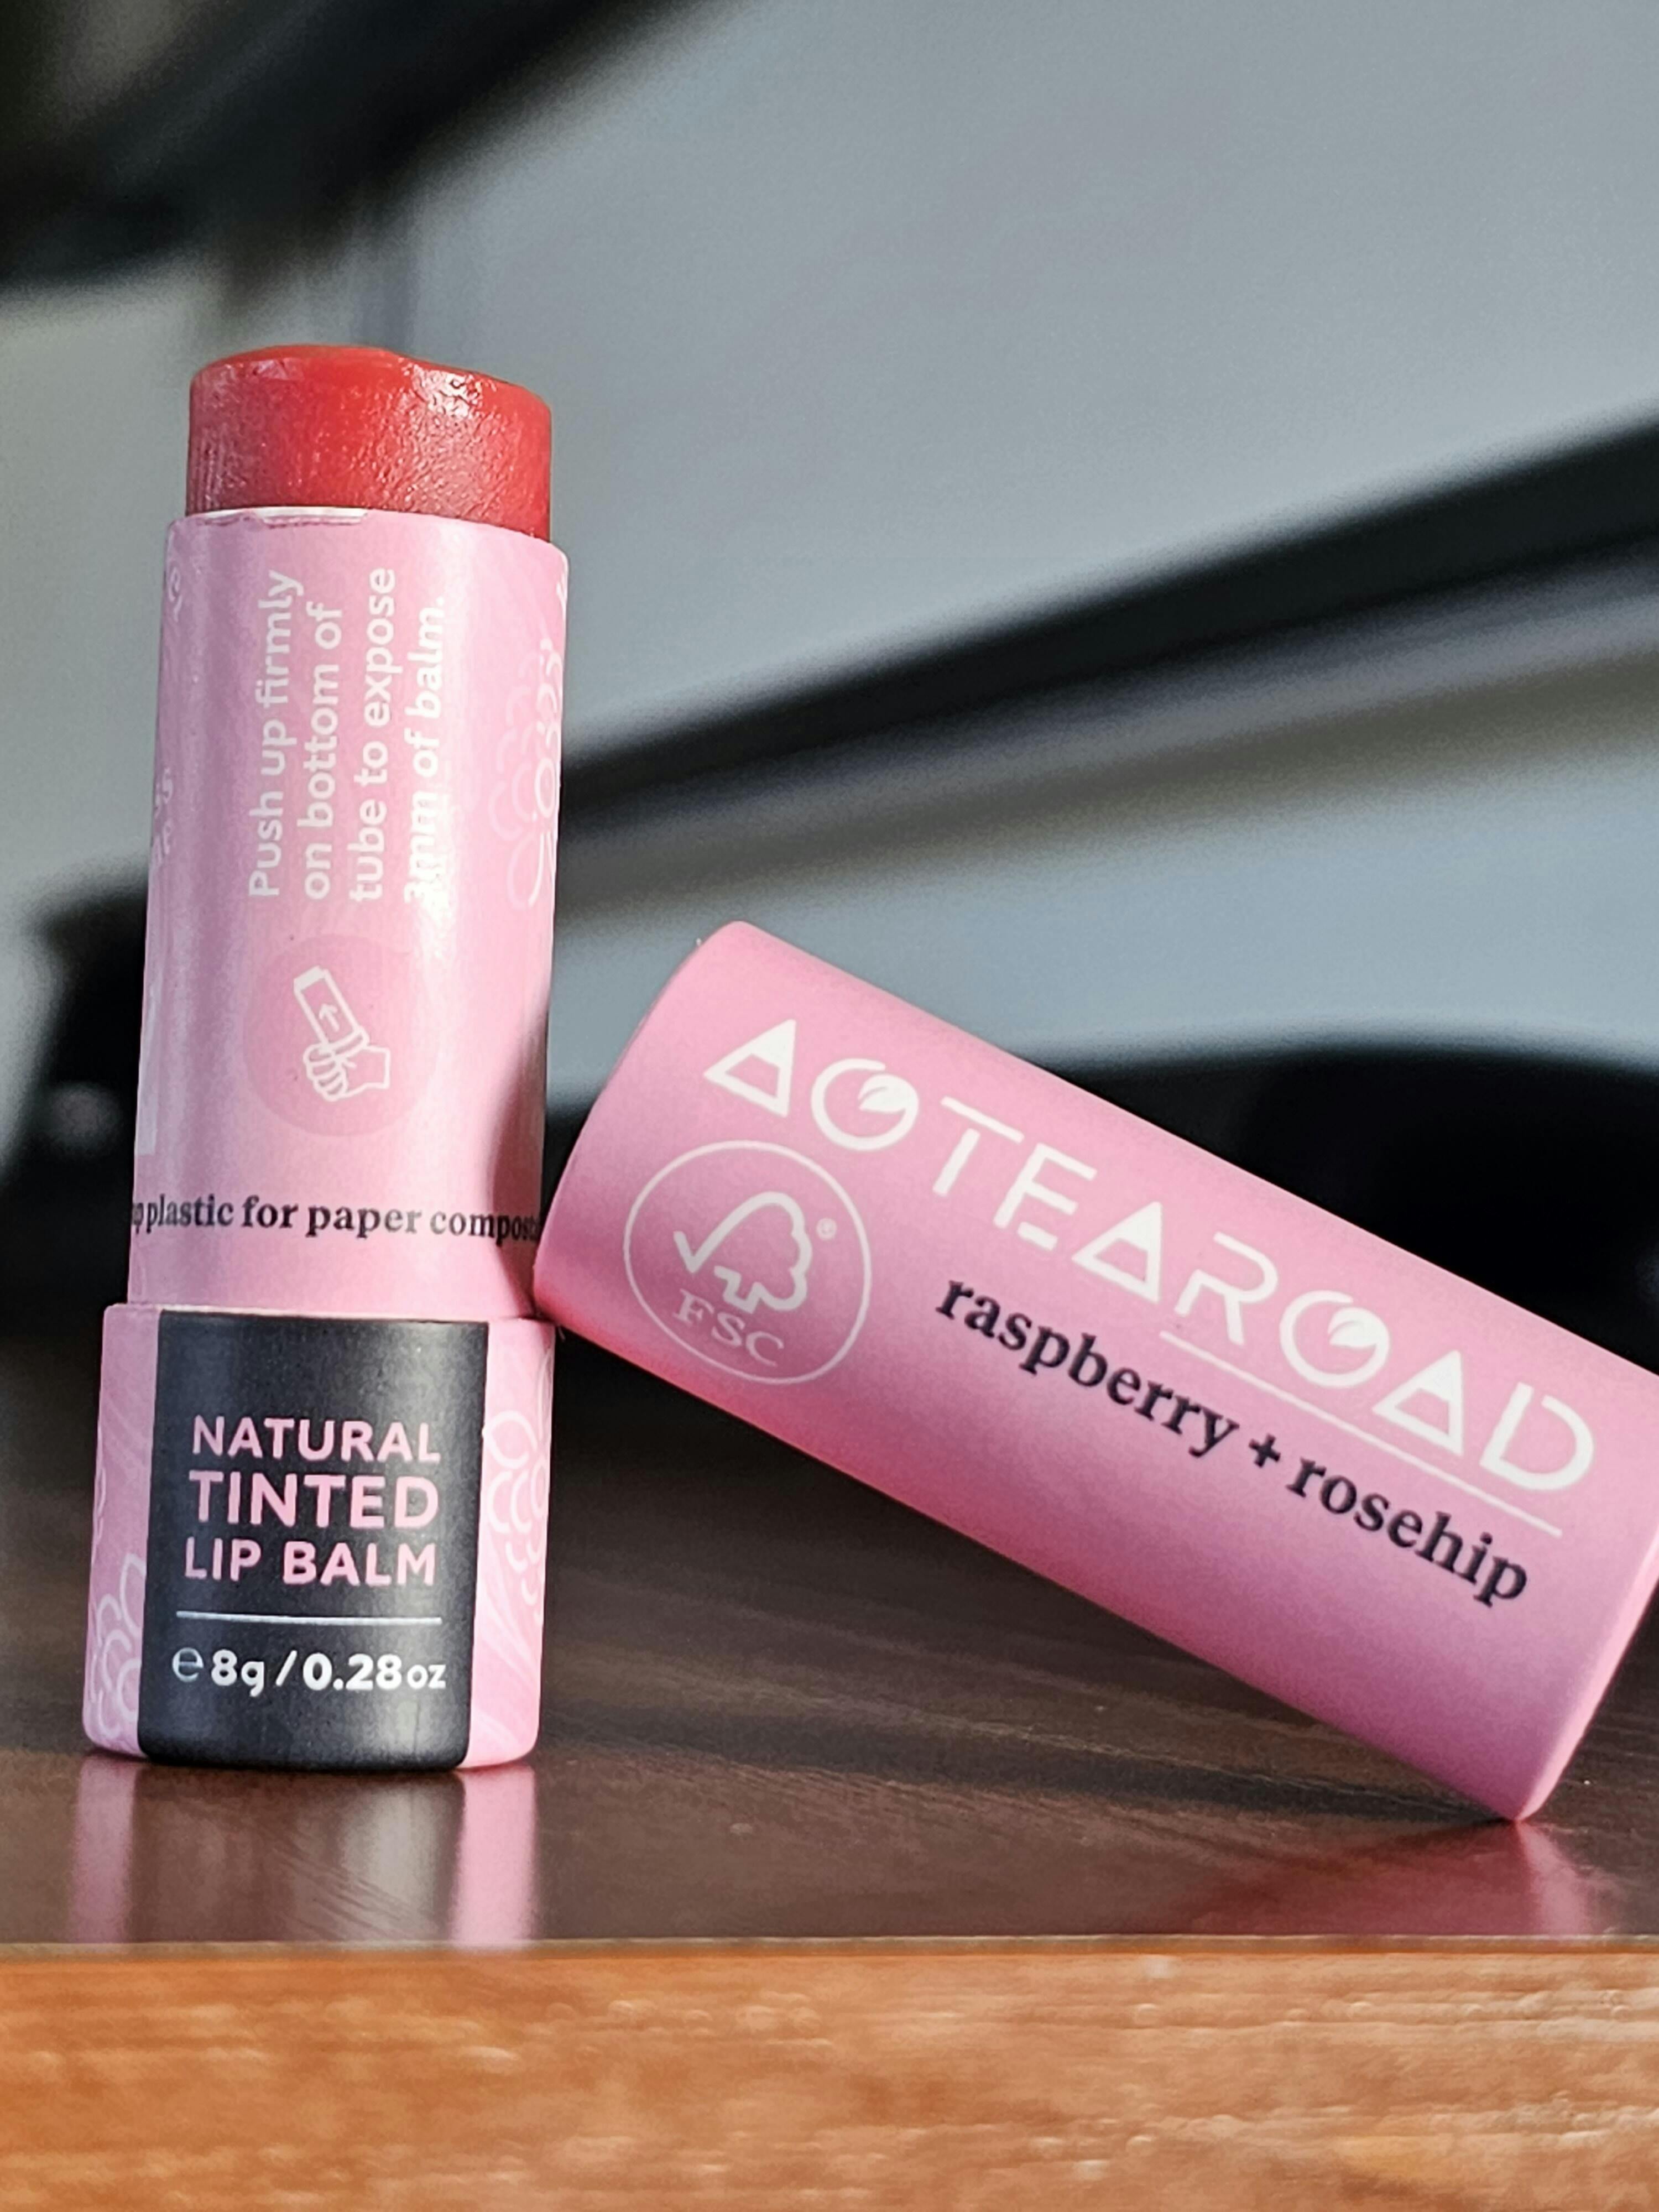 Push up firmly
on bottom of
tube to expose
3mm of balm.
plastic for paper
NATURAL
TINTED
LIP BALM
e 8g / 0.28oz
AOTEAROAD
FSC
®
raspberry + rosehip